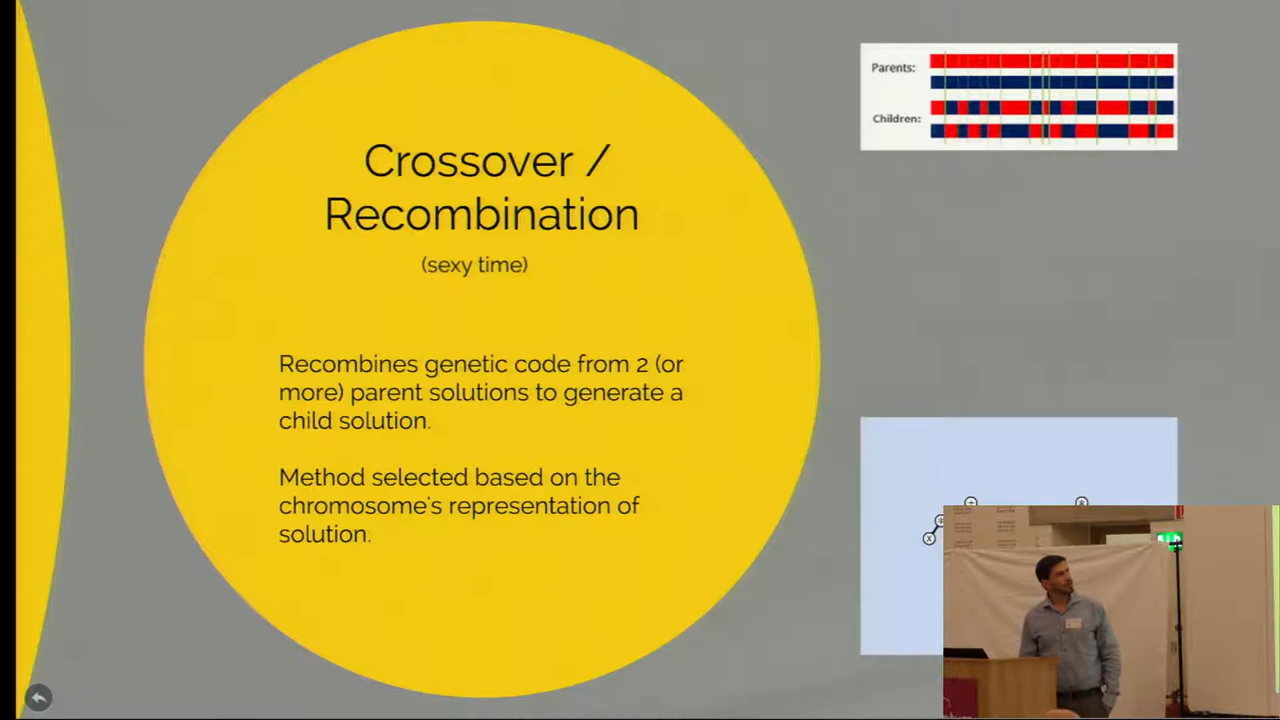 Crossover /
Recombination
(sexy time)
Recombines genetic code from 2 (or
more) parent solutions to generate a
child solution.
Method selected based on the
chromosome's representation of
solution.
Parents:
Children: